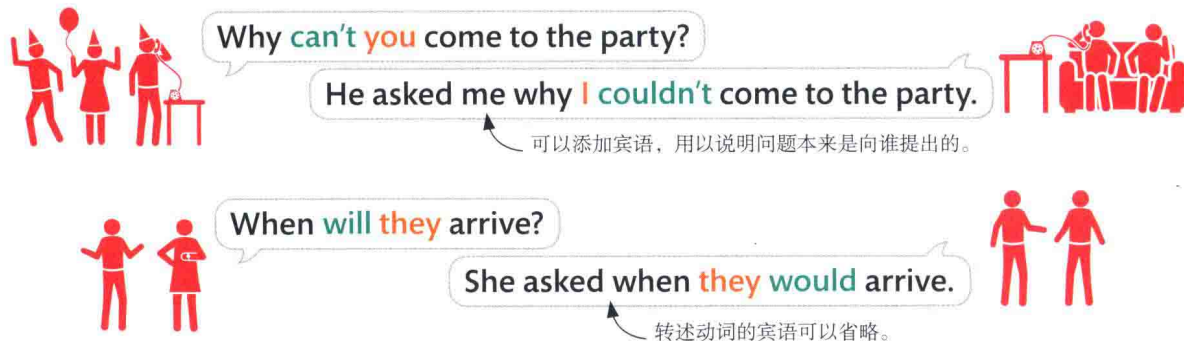 Why can't you come to the party?
He asked me why I couldn't come to the party.
可以添加宾语，用以说明问题本来是向谁提出的。
When will they arrive?
She asked when they would arrive.
转述动词的宾语可以省略。